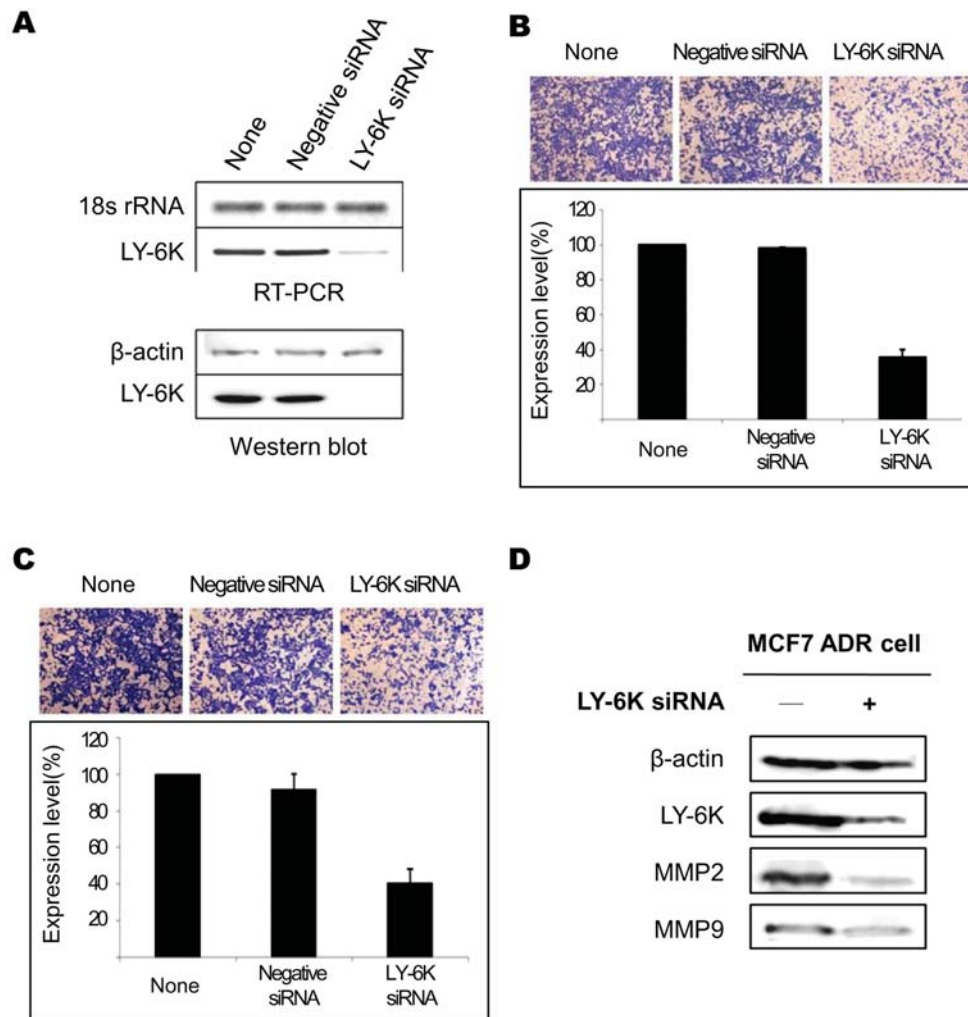 A
None
Negative siRNA
LY-6K siRNA
18s rRNA
LY-6K
RT-PCR
β-actin
LY-6K
Western blot
B
None Negative siRNA LY-6K siRNA
Expression level(%)
120
100
80
60
40
20
None Negative siRNA LY-6K siRNA
C
None Negative siRNA LY-6K siRNA
Expression level(%)
120
100
80
60
40
20
None Negative siRNA LY-6K siRNA
D
MCF7 ADR cell
LY-6K siRNA — +
β-actin
LY-6K
MMP2
MMP9